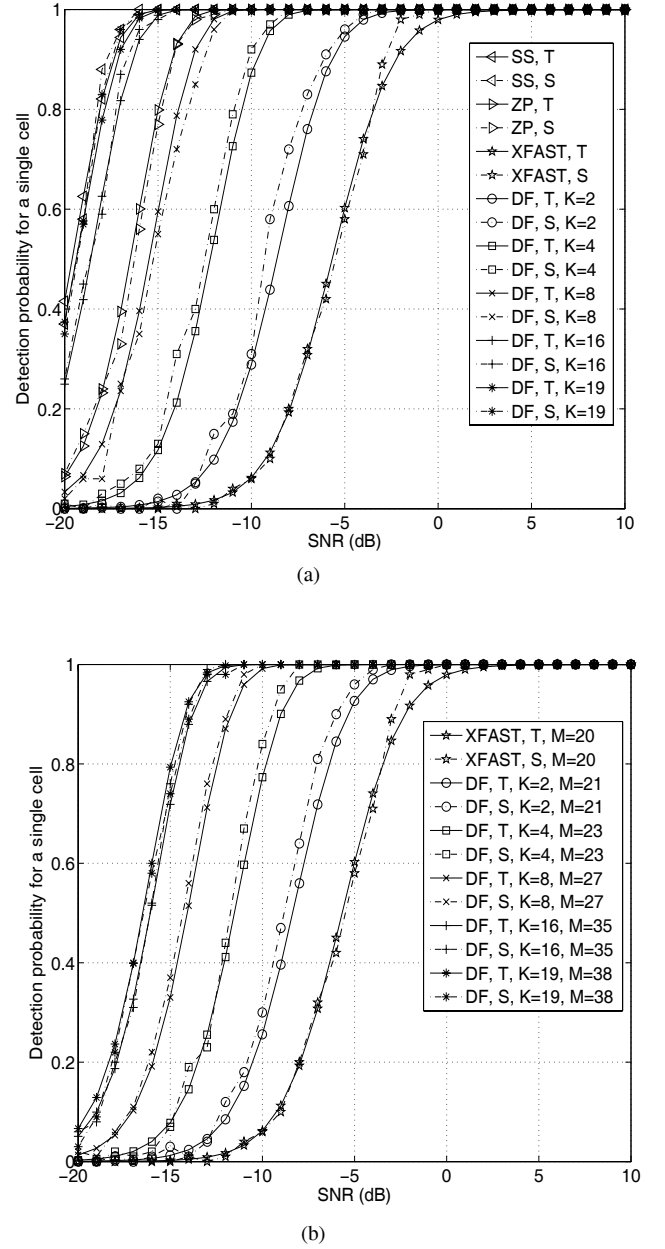 1
0.8
0.6
0.4
0.2
0
Detection probability for a single cell
SS, T
SS, S
ZP, T
ZP, S
XFAST, T
XFAST, S
DF, T, K=2
DF, S, K=2
DF, T, K=4
DF, S, K=4
DF, T, K=8
DF, S, K=8
DF, T, K=16
DF, S, K=16
DF, T, K=19
DF, S, K=19
−20 −15 −10 −5 0 5 10
SNR (dB)
(a)
1
0.8
0.6
0.4
0.2
0
Detection probability for a single cell
XFAST, T, M=20
XFAST, S, M=20
DF, T, K=2, M=21
DF, S, K=2, M=21
DF, T, K=4, M=23
DF, S, K=4, M=23
DF, T, K=8, M=27
DF, S, K=8, M=27
DF, T, K=16, M=35
DF, S, K=16, M=35
DF, T, K=19, M=38
DF, S, K=19, M=38
−20 −15 −10 −5 0 5 10
SNR (dB)
(b)